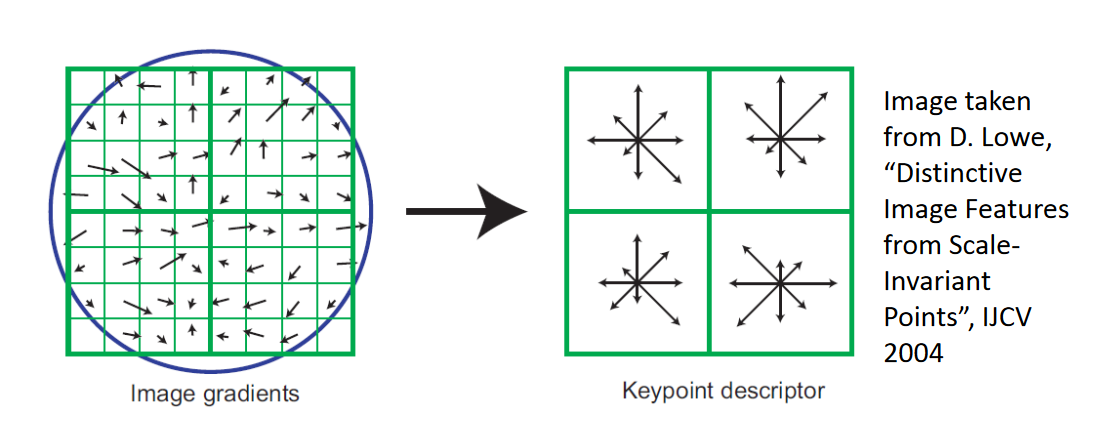 Image gradients
Keypoint descriptor
Image taken
from D. Lowe,
“Distinctive
Image Features
from Scale-
Invariant
Points”, IJCV
2004